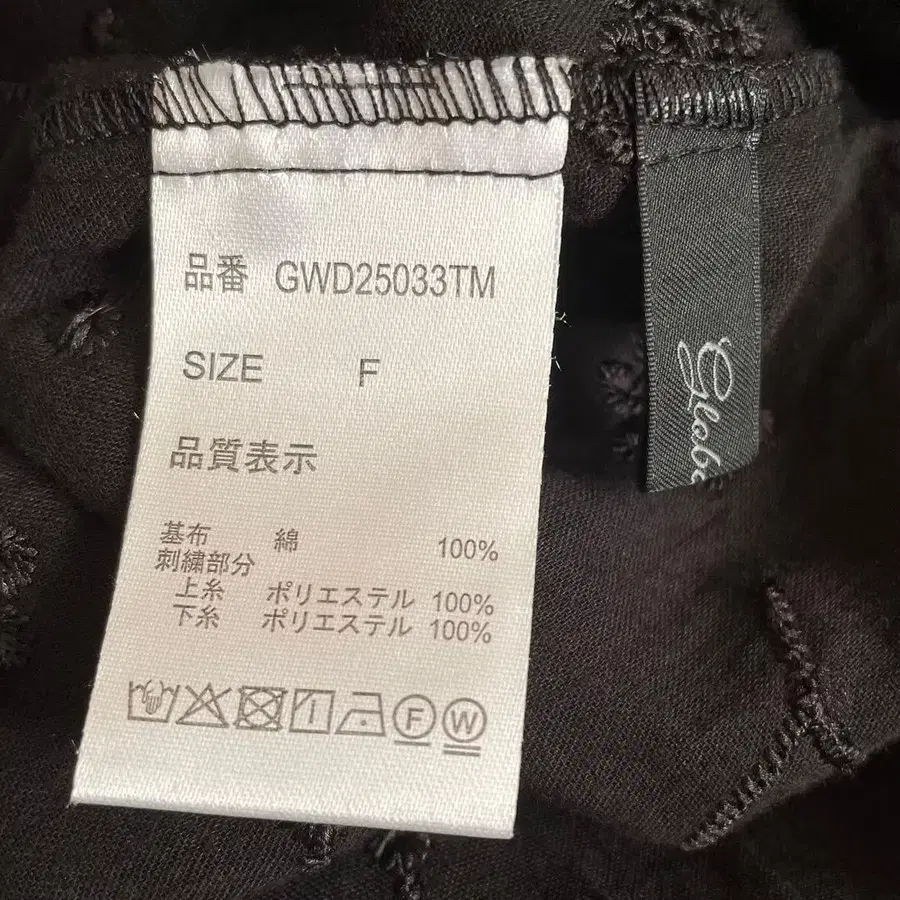 品番 GWD25033TM
SIZE F
品質表示
基布 綿 100%
刺繍部分
上糸 ポリエステル 100%
下糸 ポリエステル 100%
F W